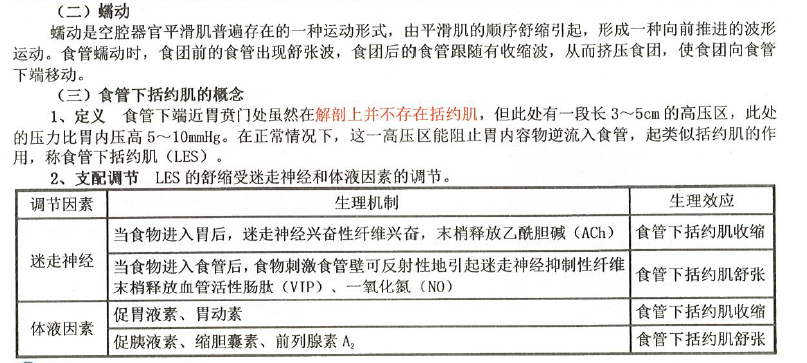 （二）蠕动
蠕动是空腔器官平滑肌普遍存在的一种运动形式，由平滑肌的顺序舒缩引起，形成一种向前推进的波形
运动。食管蠕动时，食团前的食管出现舒张波，食团后的食管跟随有收缩波，从而挤压食团，使食团向食管
下端移动。
（三）食管下括约肌的概念
1、定义 食管下端近胃贲门处虽然在解剖上并不存在括约肌，但此处有一段长 3～5cm 的高压区，此处
的压力比胃内压高 5～10mmHg。在正常情况下，这一高压区能阻止胃内容物逆流入食管，起类似括约肌的作
用，称食管下括约肌（LES）。
2、支配调节 LES 的舒缩受迷走神经和体液因素的调节。
调节因素 生理机制 生理效应
迷走神经
当食物进入胃后，迷走神经兴奋性纤维兴奋，末梢释放乙酰胆碱（ACh） 食管下括约肌收缩
当食物进入食管后，食物刺激食管壁可反射性地引起迷走神经抑制性纤维
末梢释放血管活性肠肽（VIP）、一氧化氮（NO） 食管下括约肌舒张
体液因素
促胃液素、胃动素 食管下括约肌收缩
促胰液素、缩胆囊素、前列腺素 A₂ 食管下括约肌舒张